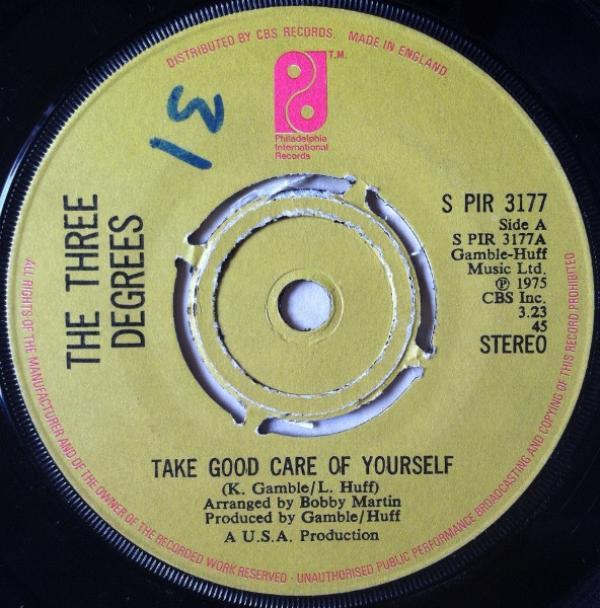 DISTRIBUTED BY CBS RECORDS. MADE IN ENGLAND
T.M.
Philadelphia
International
Records
31
THE THREE
DEGREES
S PIR 3177
Side A
S PIR 3177A
Gamble-Huff
Music Ltd.
℗ 1975
CBS Inc.
3.23
45
STEREO
TAKE GOOD CARE OF YOURSELF
(K. Gamble/L. Huff)
Arranged by Bobby Martin
Produced by Gamble/Huff
A U.S.A. Production
ALL RIGHTS OF THE MANUFACTURER AND OF THE OWNER OF THE RECORDED WORK RESERVED · UNAUTHORISED PUBLIC PERFORMANCE BROADCASTING AND COPYING OF THIS RECORD PROHIBITED